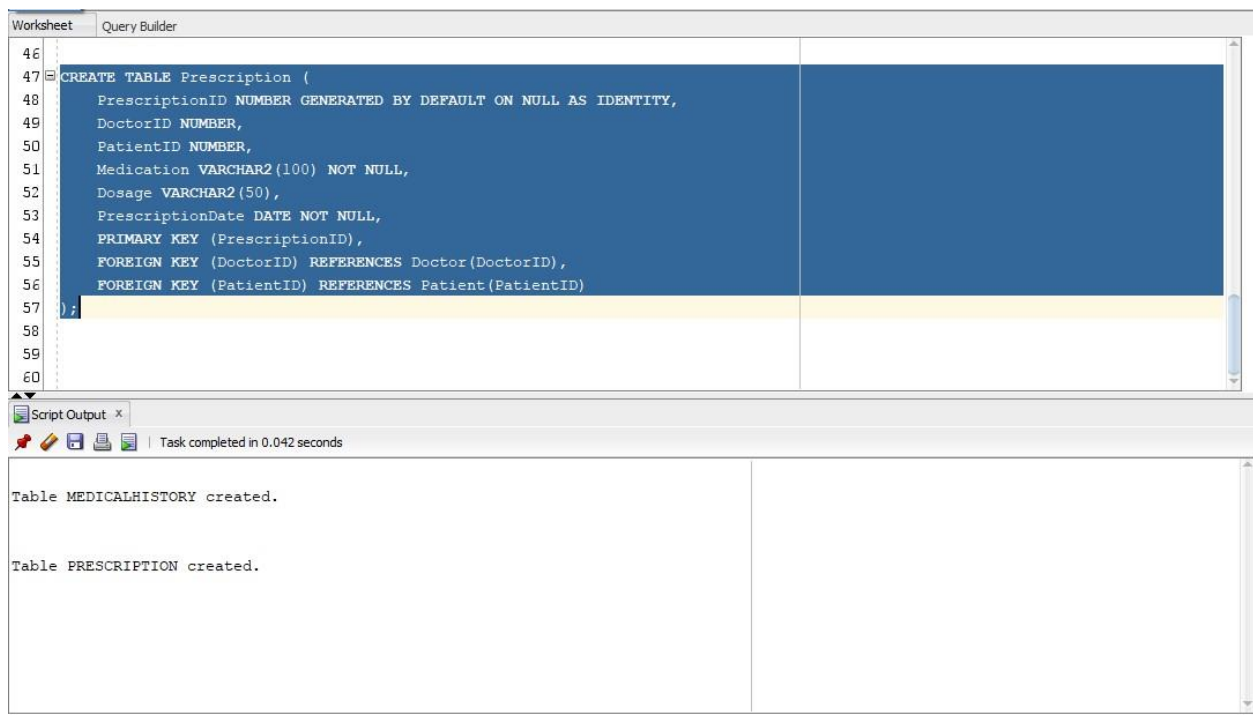 Worksheet Query Builder
46
47 CREATE TABLE Prescription (
48 PrescriptionID NUMBER GENERATED BY DEFAULT ON NULL AS IDENTITY,
49 DoctorID NUMBER,
50 PatientID NUMBER,
51 Medication VARCHAR2(100) NOT NULL,
52 Dosage VARCHAR2(50),
53 PrescriptionDate DATE NOT NULL,
54 PRIMARY KEY (PrescriptionID),
55 FOREIGN KEY (DoctorID) REFERENCES Doctor(DoctorID),
56 FOREIGN KEY (PatientID) REFERENCES Patient(PatientID)
57 );
58
59
60
Script Output x
Task completed in 0.042 seconds
Table MEDICALHISTORY created.
Table PRESCRIPTION created.